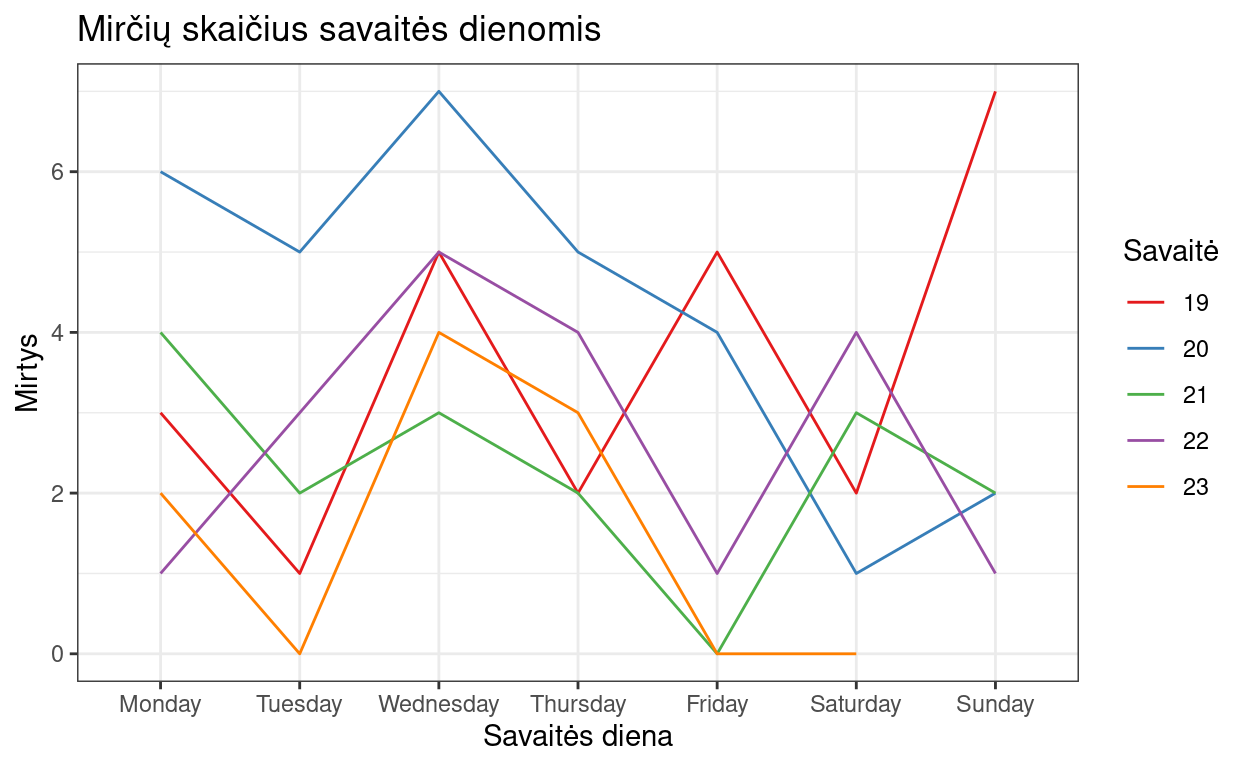 Mirčių skaičius savaitės dienomis
Mirtys
6
4
2
0
Monday Tuesday Wednesday Thursday Friday Saturday Sunday
Savaitės diena
Savaitė
19
20
21
22
23